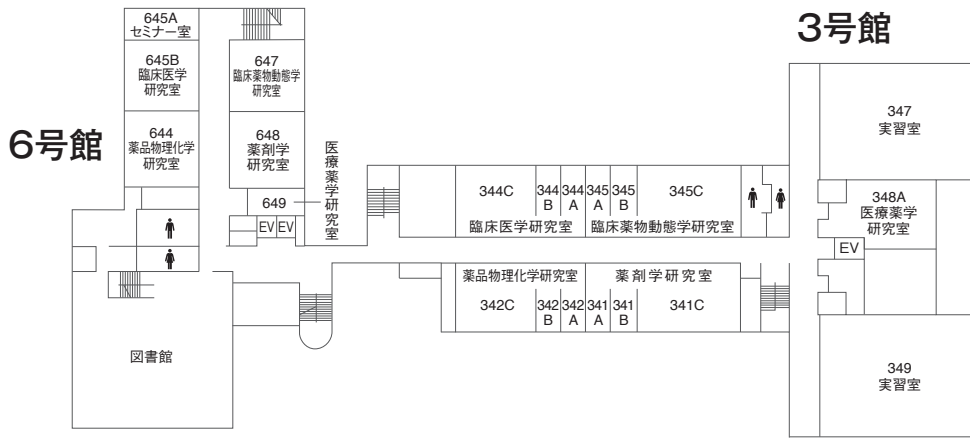 3号館
6号館
645A
セミナー室
645B
臨床医学
研究室
644
薬品物理化学
研究室
647
臨床薬物動態学
研究室
648
薬剤学
研究室
649
医療薬学研究室
EV
EV
図書館
344C
344
B
344
A
345
A
345
B
345C
臨床医学研究室
臨床薬物動態学研究室
薬品物理化学研究室
薬剤学研究室
342C
342
B
342
A
341
A
341
B
341C
347
実習室
348A
医療薬学
研究室
EV
349
実習室